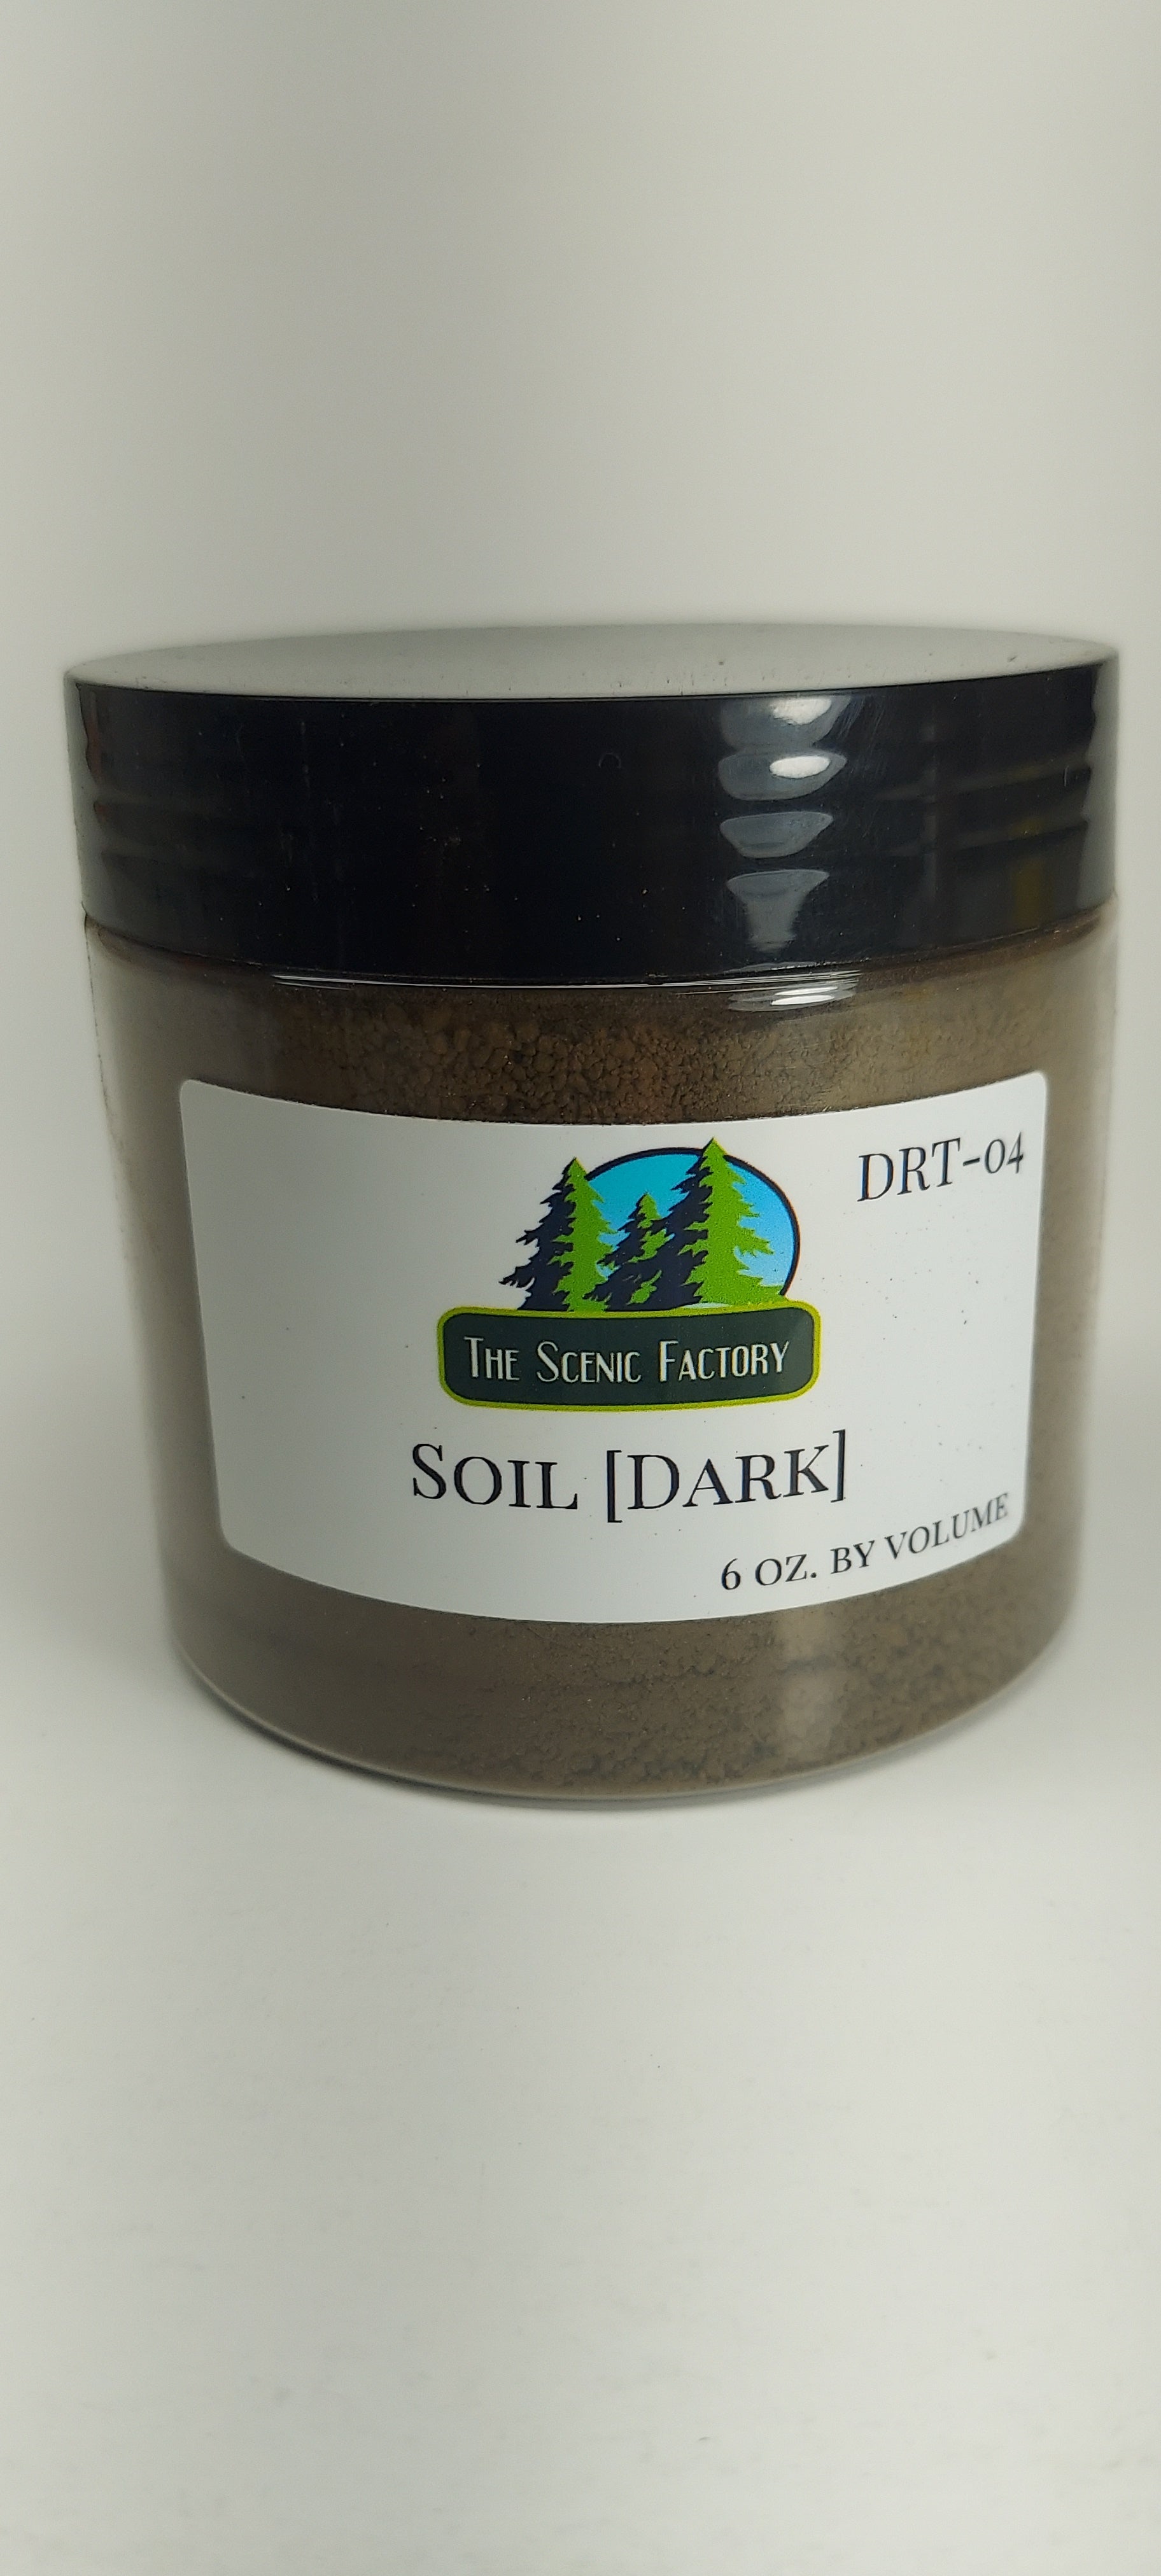 DRT-04
The Scenic Factory
Soil [Dark]
6 oz. by volume